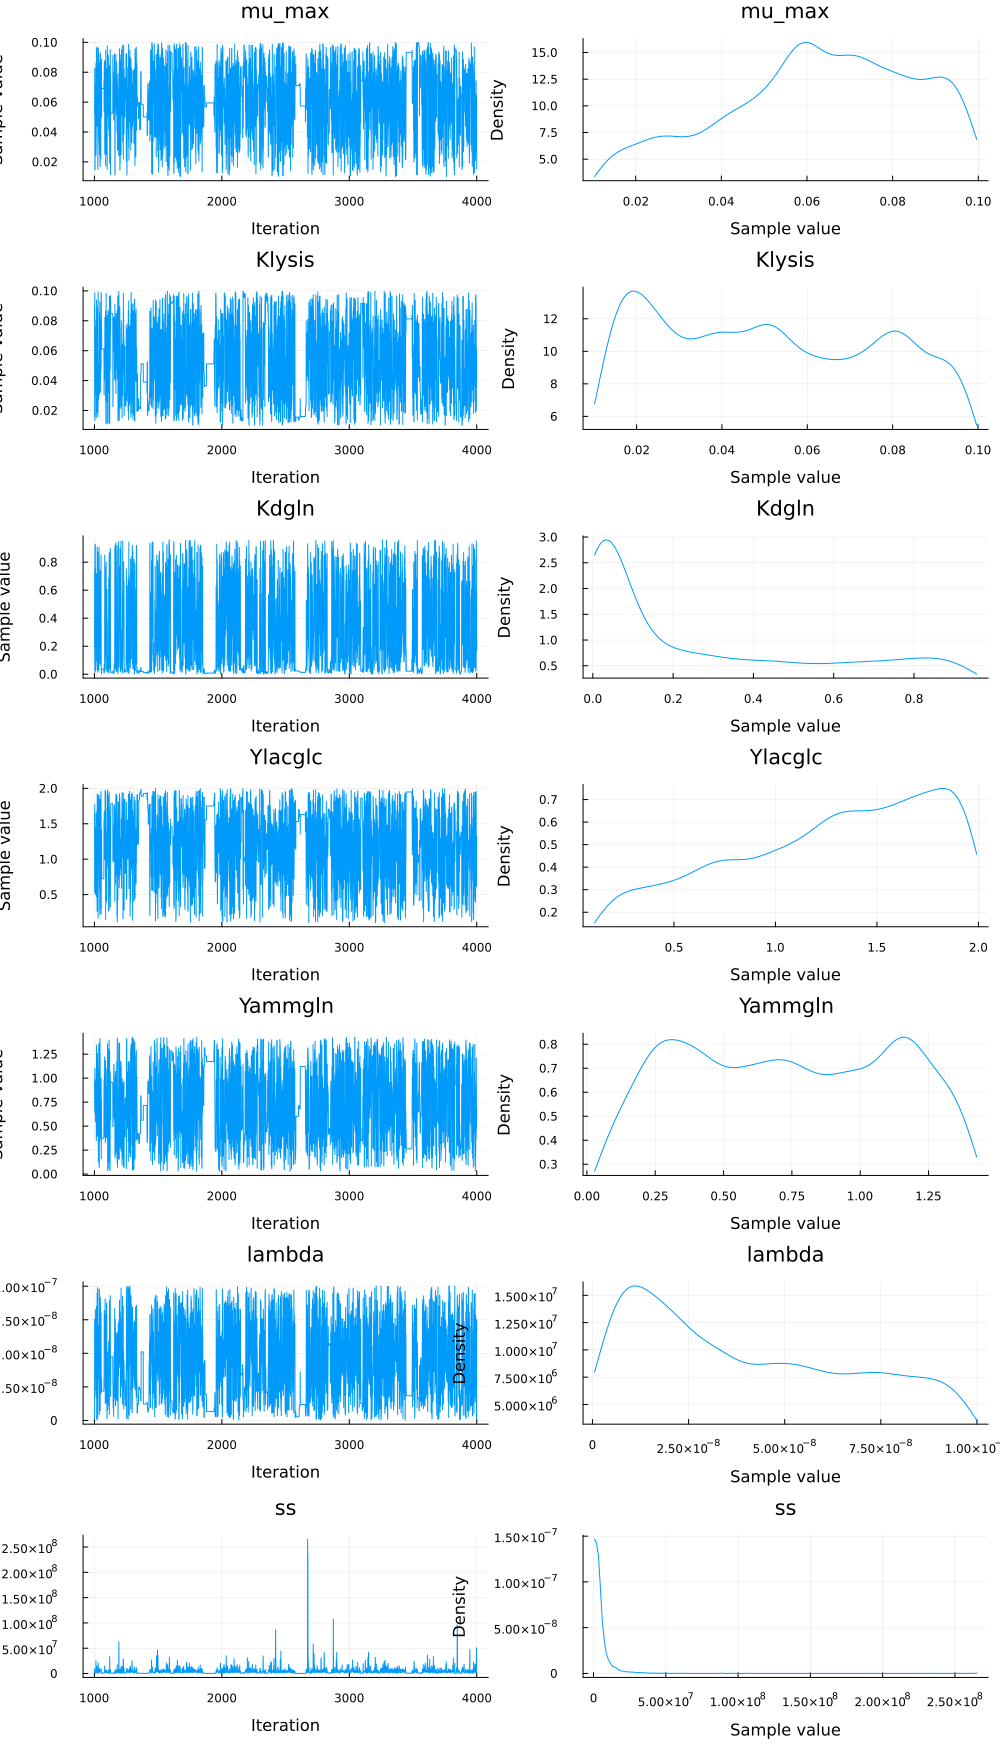 mu_max mu_max
0.10
0.08
0.06
0.04
0.02
1000 2000 3000 4000
Iteration
Density
15.0
12.5
10.0
7.5
5.0
0.02 0.04 0.06 0.08 0.10
Sample value
Klysis Klysis
0.10
0.08
0.06
0.04
0.02
1000 2000 3000 4000
Iteration
Density
12
10
8
6
0.02 0.04 0.06 0.08 0.10
Sample value
Kdgln Kdgln
Sample value
0.8
0.6
0.4
0.2
0.0
1000 2000 3000 4000
Iteration
Density
3.0
2.5
2.0
1.5
1.0
0.5
0.0 0.2 0.4 0.6 0.8
Sample value
Ylacglc Ylacglc
Sample value
2.0
1.5
1.0
0.5
1000 2000 3000 4000
Iteration
Density
0.7
0.6
0.5
0.4
0.3
0.2
0.5 1.0 1.5 2.0
Sample value
Yammgln Yammgln
1.25
1.00
0.75
0.50
0.25
0.00
1000 2000 3000 4000
Iteration
Density
0.8
0.7
0.6
0.5
0.4
0.3
0.00 0.25 0.50 0.75 1.00 1.25
Sample value
lambda lambda
.00×10⁻⁷
.50×10⁻⁸
.00×10⁻⁸
.50×10⁻⁸
0
1000 2000 3000 4000
Iteration
Density
1.500×10⁷
1.250×10⁷
1.000×10⁷
7.500×10⁶
5.000×10⁶
0 2.50×10⁻⁸ 5.00×10⁻⁸ 7.50×10⁻⁸ 1.00×10⁻
Sample value
ss ss
2.50×10⁸
2.00×10⁸
1.50×10⁸
1.00×10⁸
5.00×10⁷
0
1000 2000 3000 4000
Iteration
Density
1.50×10⁻⁷
1.00×10⁻⁷
5.00×10⁻⁸
0
0 5.00×10⁷ 1.00×10⁸ 1.50×10⁸ 2.00×10⁸ 2.50×10⁸
Sample value